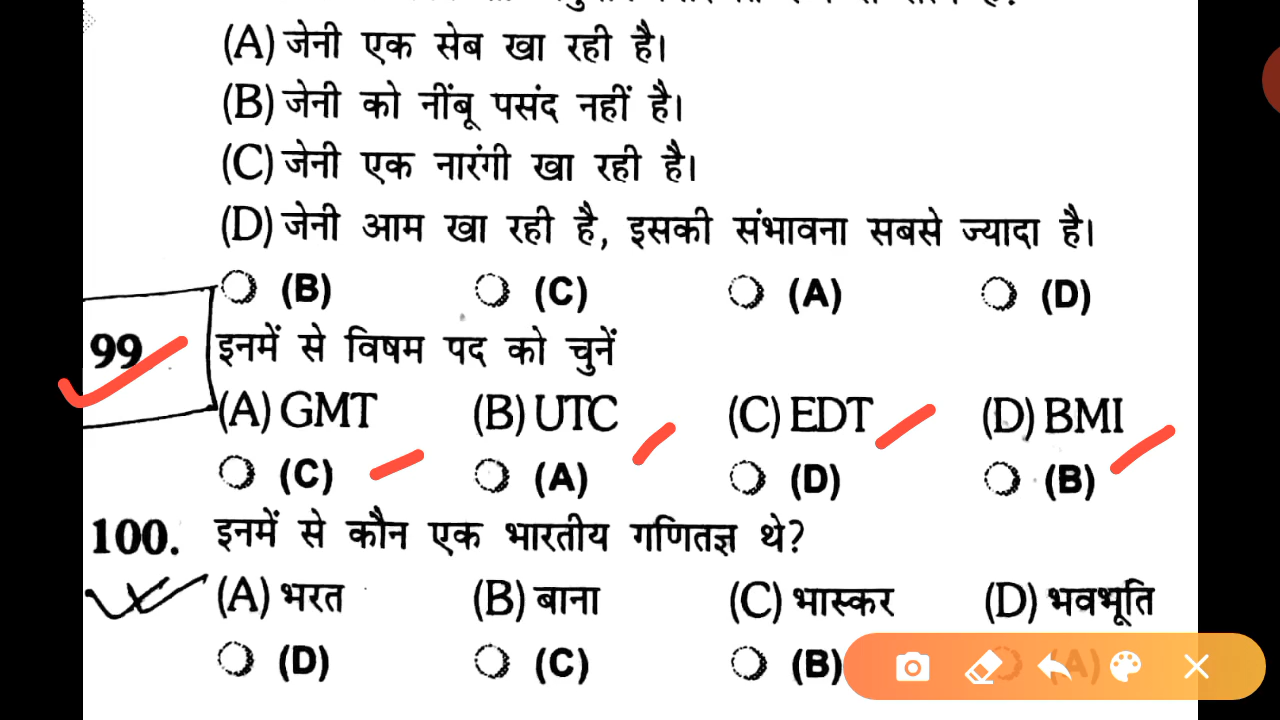 (A) जेनी एक सेब खा रही है।
(B) जेनी को नींबू पसंद नहीं है।
(C) जेनी एक नारंगी खा रही है।
(D) जेनी आम खा रही है, इसकी संभावना सबसे ज्यादा है।
(B) (C) (A) (D)
99 इनमें से विषम पद को चुनें
(A) GMT (B) UTC (C) EDT (D) BMI
(C) (A) (D) (B)
100. इनमें से कौन एक भारतीय गणितज्ञ थे?
(A) भरत (B) बाना (C) भास्कर (D) भवभूति
(D) (C) (B) (A)